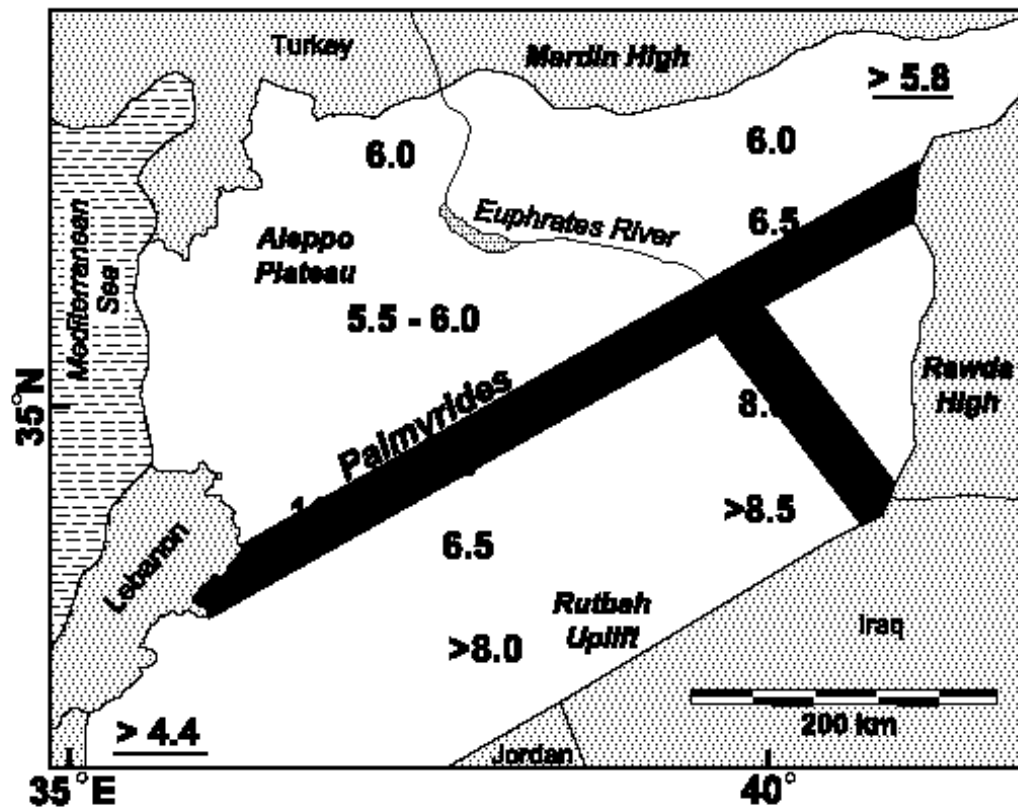 Turkey
Mardin High
> 5.8
6.0
6.0
Euphrates River
6.5
Aleppo
Plateau
Mediterranean
Sea
5.5 - 6.0
35°N
Palmyrides
Rawda
High
>8.5
6.5
Lebanon
Rutbah
Uplift
Iraq
>8.0
200 km
> 4.4
Jordan
35°E
40°